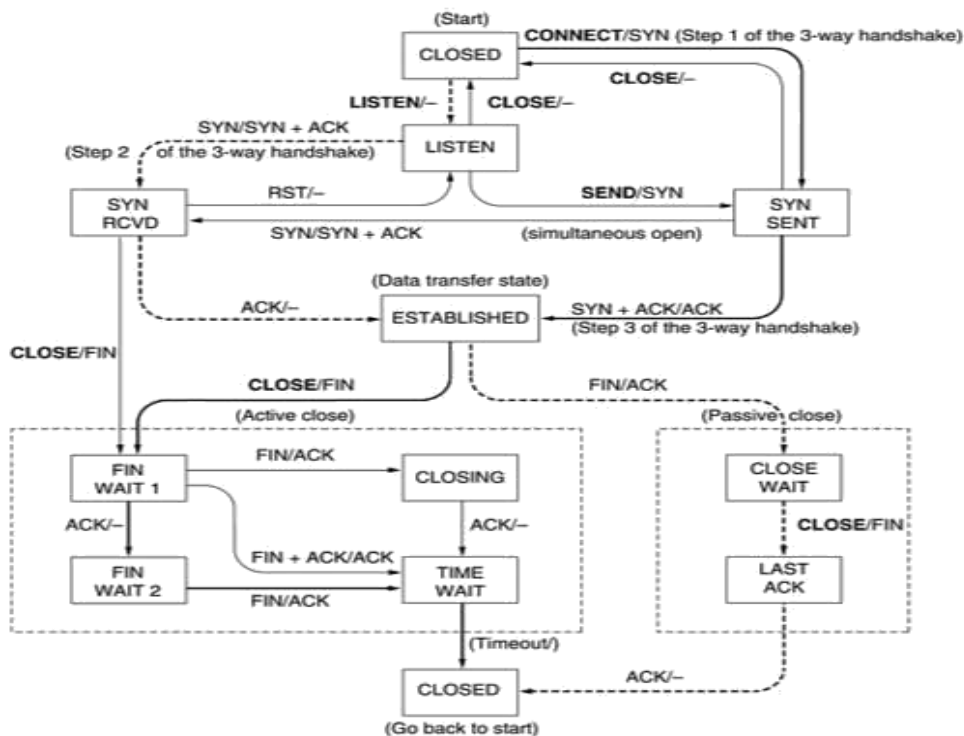 (Start)
CLOSED
CONNECT/SYN (Step 1 of the 3-way handshake)
CLOSE/–
LISTEN/–
CLOSE/–
SYN/SYN + ACK
(Step 2 of the 3-way handshake)
LISTEN
SYN
RCVD
RST/–
SEND/SYN
SYN
SENT
SYN/SYN + ACK
(simultaneous open)
(Data transfer state)
ACK/–
ESTABLISHED
SYN + ACK/ACK
(Step 3 of the 3-way handshake)
CLOSE/FIN
CLOSE/FIN
FIN/ACK
(Active close)
(Passive close)
FIN
WAIT 1
FIN/ACK
CLOSING
CLOSE
WAIT
ACK/–
ACK/–
CLOSE/FIN
FIN + ACK/ACK
FIN
WAIT 2
FIN/ACK
TIME
WAIT
LAST
ACK
(Timeout/)
CLOSED
ACK/–
(Go back to start)